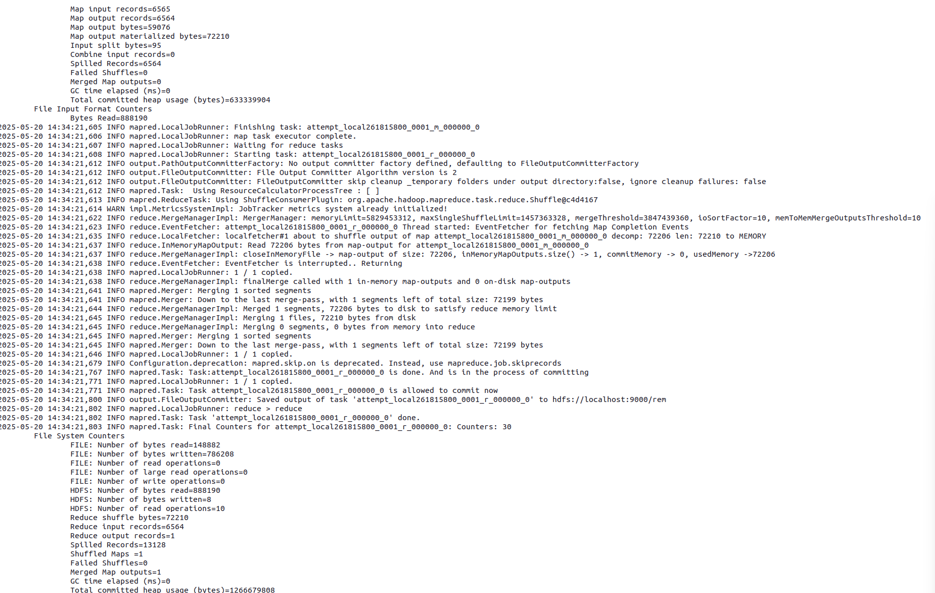 Map input records=6565
Map output records=6564
Map output bytes=59076
Map output materialized bytes=72210
Input split bytes=95
Combine input records=0
Spilled Records=6564
Failed Shuffles=0
Merged Map outputs=0
GC time elapsed (ms)=0
Total committed heap usage (bytes)=633339904
File Input Format Counters
Bytes Read=888190
2025-05-20 14:34:21,605 INFO mapred.LocalJobRunner: Finishing task: attempt_local261815800_0001_m_000000_0
2025-05-20 14:34:21,606 INFO mapred.LocalJobRunner: map task executor complete.
2025-05-20 14:34:21,607 INFO mapred.LocalJobRunner: Waiting for reduce tasks
2025-05-20 14:34:21,608 INFO mapred.LocalJobRunner: Starting task: attempt_local261815800_0001_r_000000_0
2025-05-20 14:34:21,612 INFO output.PathOutputCommitterFactory: No output committer factory defined, defaulting to FileOutputCommitterFactory
2025-05-20 14:34:21,612 INFO output.FileOutputCommitter: File Output Committer Algorithm version is 2
2025-05-20 14:34:21,612 INFO output.FileOutputCommitter: FileOutputCommitter skip cleanup _temporary folders under output directory:false, ignore cleanup failures: false
2025-05-20 14:34:21,612 INFO mapred.Task:  Using ResourceCalculatorProcessTree : [ ]
2025-05-20 14:34:21,613 INFO mapred.ReduceTask: Using ShuffleConsumerPlugin: org.apache.hadoop.mapreduce.task.reduce.Shuffle@c4d4167
2025-05-20 14:34:21,614 WARN impl.MetricsSystemImpl: JobTracker metrics system already initialized!
2025-05-20 14:34:21,622 INFO reduce.MergeManagerImpl: MergerManager: memoryLimit=5829453312, maxSingleShuffleLimit=1457363328, mergeThreshold=3847439360, ioSortFactor=10, memToMemMergeOutputsThreshold=10
2025-05-20 14:34:21,623 INFO reduce.EventFetcher: attempt_local261815800_0001_r_000000_0 Thread started: EventFetcher for fetching Map Completion Events
2025-05-20 14:34:21,635 INFO reduce.LocalFetcher: localfetcher#1 about to shuffle output of map attempt_local261815800_0001_m_000000_0 decomp: 72206 len: 72210 to MEMORY
2025-05-20 14:34:21,637 INFO reduce.InMemoryMapOutput: Read 72206 bytes from map-output for attempt_local261815800_0001_m_000000_0
2025-05-20 14:34:21,637 INFO reduce.MergeManagerImpl: closeInMemoryFile -> map-output of size: 72206, inMemoryMapOutputs.size() -> 1, commitMemory -> 0, usedMemory ->72206
2025-05-20 14:34:21,638 INFO reduce.EventFetcher: EventFetcher is interrupted.. Returning
2025-05-20 14:34:21,638 INFO mapred.LocalJobRunner: 1 / 1 copied.
2025-05-20 14:34:21,638 INFO reduce.MergeManagerImpl: finalMerge called with 1 in-memory map-outputs and 0 on-disk map-outputs
2025-05-20 14:34:21,641 INFO mapred.Merger: Merging 1 sorted segments
2025-05-20 14:34:21,641 INFO mapred.Merger: Down to the last merge-pass, with 1 segments left of total size: 72199 bytes
2025-05-20 14:34:21,644 INFO reduce.MergeManagerImpl: Merged 1 segments, 72206 bytes to disk to satisfy reduce memory limit
2025-05-20 14:34:21,645 INFO reduce.MergeManagerImpl: Merging 1 files, 72210 bytes from disk
2025-05-20 14:34:21,645 INFO reduce.MergeManagerImpl: Merging 0 segments, 0 bytes from memory into reduce
2025-05-20 14:34:21,645 INFO mapred.Merger: Merging 1 sorted segments
2025-05-20 14:34:21,645 INFO mapred.Merger: Down to the last merge-pass, with 1 segments left of total size: 72199 bytes
2025-05-20 14:34:21,646 INFO mapred.LocalJobRunner: 1 / 1 copied.
2025-05-20 14:34:21,679 INFO Configuration.deprecation: mapred.skip.on is deprecated. Instead, use mapreduce.job.skiprecords
2025-05-20 14:34:21,767 INFO mapred.Task: Task:attempt_local261815800_0001_r_000000_0 is done. And is in the process of committing
2025-05-20 14:34:21,771 INFO mapred.LocalJobRunner: 1 / 1 copied.
2025-05-20 14:34:21,771 INFO mapred.Task: Task attempt_local261815800_0001_r_000000_0 is allowed to commit now
2025-05-20 14:34:21,800 INFO output.FileOutputCommitter: Saved output of task 'attempt_local261815800_0001_r_000000_0' to hdfs://localhost:9000/rem
2025-05-20 14:34:21,802 INFO mapred.LocalJobRunner: reduce > reduce
2025-05-20 14:34:21,802 INFO mapred.Task: Task 'attempt_local261815800_0001_r_000000_0' done.
2025-05-20 14:34:21,803 INFO mapred.Task: Final Counters for attempt_local261815800_0001_r_000000_0: Counters: 30
File System Counters
FILE: Number of bytes read=148882
FILE: Number of bytes written=786208
FILE: Number of read operations=0
FILE: Number of large read operations=0
FILE: Number of write operations=0
HDFS: Number of bytes read=888190
HDFS: Number of bytes written=8
HDFS: Number of read operations=10
Reduce shuffle bytes=72210
Reduce input records=6564
Reduce output records=1
Spilled Records=13128
Shuffled Maps =1
Failed Shuffles=0
Merged Map outputs=1
GC time elapsed (ms)=0
Total committed heap usage (bytes)=1266679808